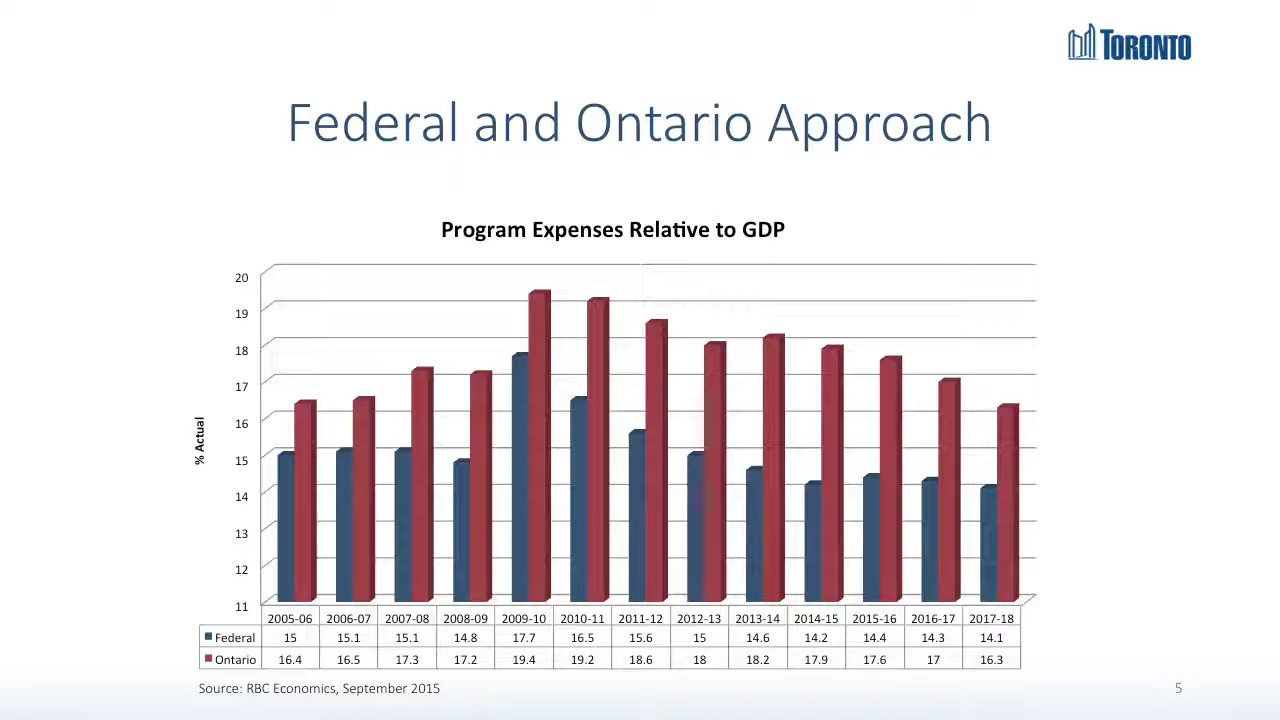 TORONTO
Federal and Ontario Approach
Program Expenses Relative to GDP
% Actual
20
19
18
17
16
15
14
13
12
11
2005-06 2006-07 2007-08 2008-09 2009-10 2010-11 2011-12 2012-13 2013-14 2014-15 2015-16 2016-17 2017-18
Federal 15 15.1 15.1 14.8 17.7 16.5 15.6 15 14.6 14.2 14.4 14.3 14.1
Ontario 16.4 16.5 17.3 17.2 19.4 19.2 18.6 18 18.2 17.9 17.6 17 16.3
Source: RBC Economics, September 2015
5